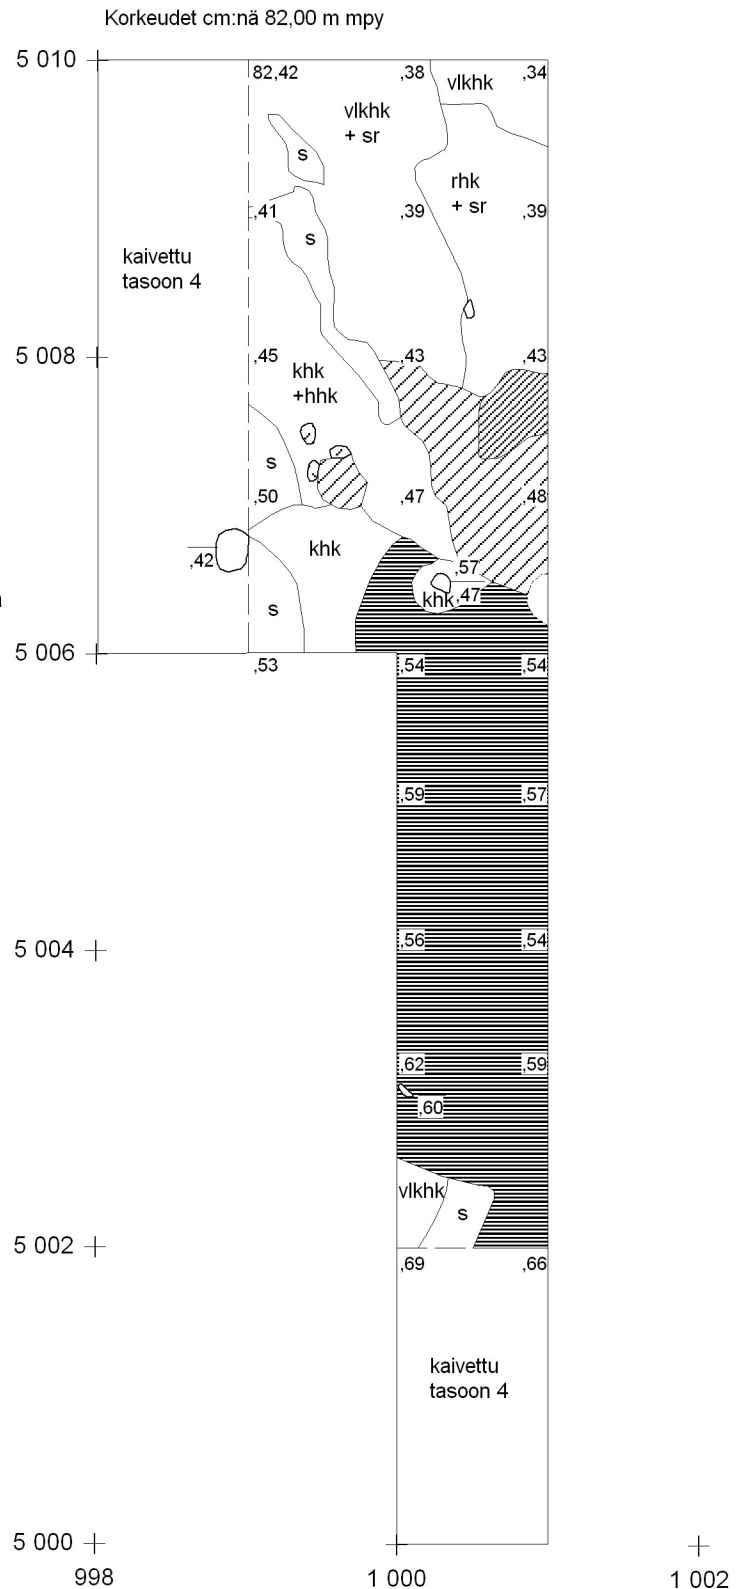 Korkeudet cm:nä 82,00 m mpy
5 010
82,42
,38
,34
vlkhk
vlkhk
+ sr
s
rhk
+ sr
,41
,39
,39
s
kaivettu
tasoon 4
5 008
,45
,43
,43
khk
+hhk
s
,50
,47
,48
,42
khk
,57
khk
,47
s
5 006
,53
,54
,54
,59
,57
5 004
,56
,54
,62
,59
,60
vlkhk
s
5 002
,69
,66
kaivettu
tasoon 4
5 000
998
1 000
1 002